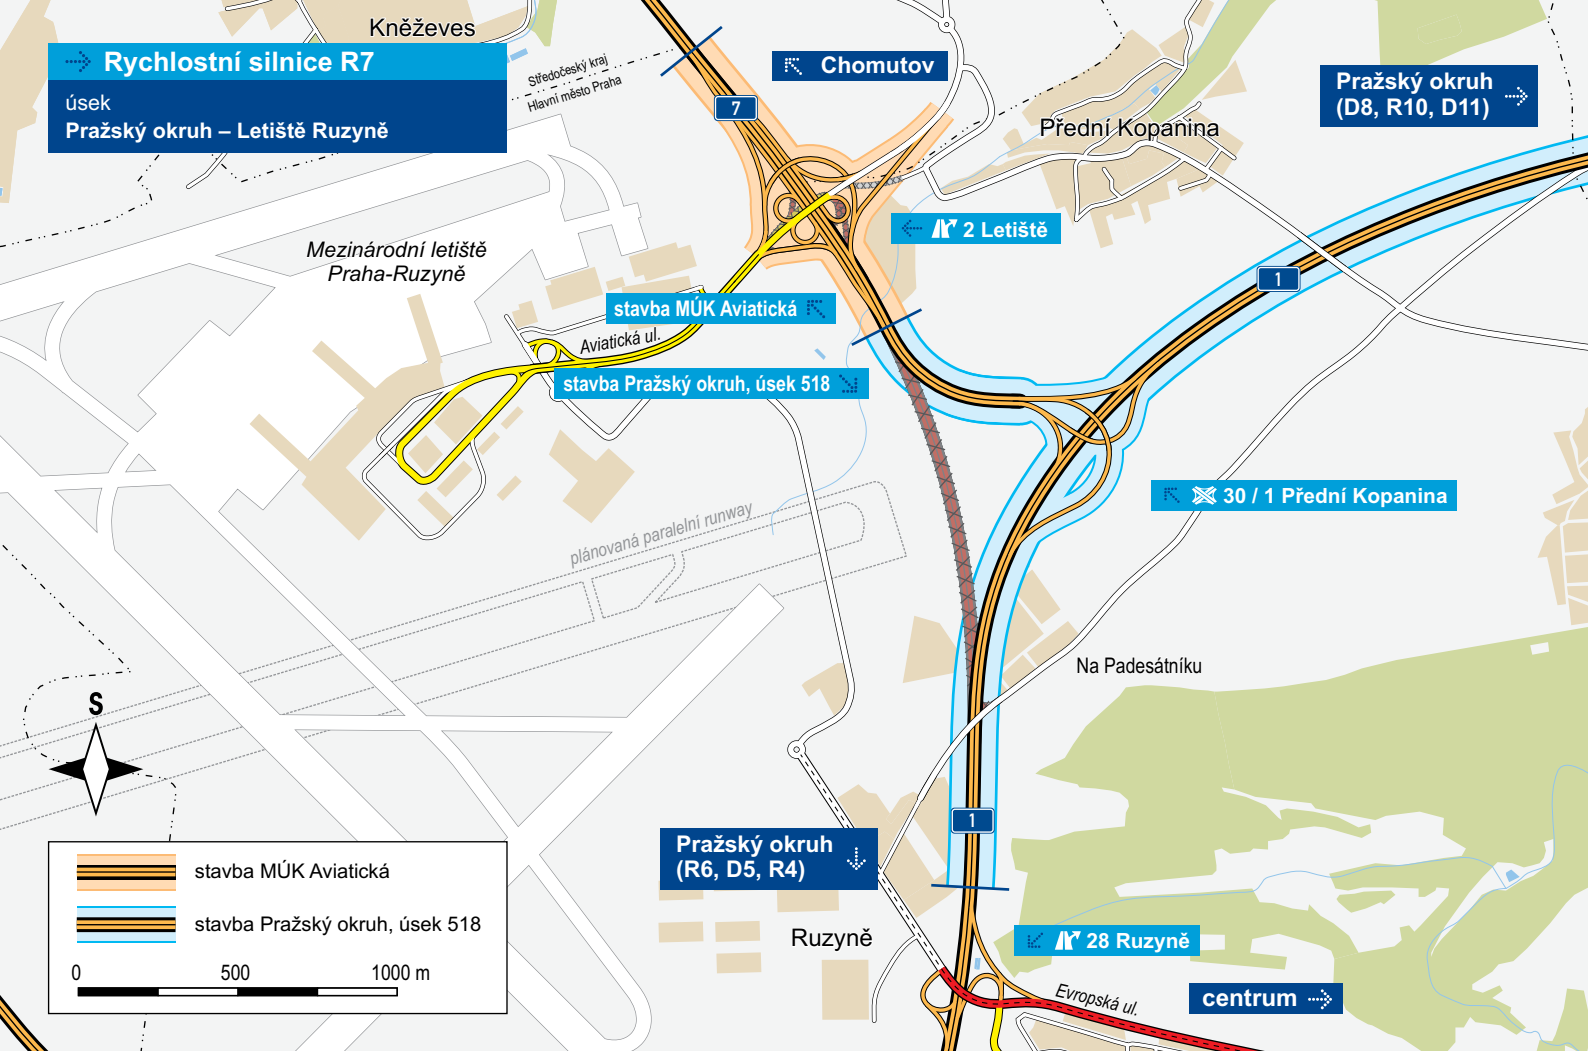 Kněževes
Rychlostní silnice R7
úsek
Pražský okruh – Letiště Ruzyně
Středočeský kraj
Hlavní město Praha
Chomutov
Pražský okruh
(D8, R10, D11)
7
Přední Kopanina
2 Letiště
Mezinárodní letiště
Praha-Ruzyně
1
stavba MÚK Aviatická
Aviatická ul.
stavba Pražský okruh, úsek 518
30 / 1 Přední Kopanina
plánovaná paralelní runway
Na Padesátníku
S
1
Pražský okruh
(R6, D5, R4)
stavba MÚK Aviatická
stavba Pražský okruh, úsek 518
0 500 1000 m
Ruzyně
28 Ruzyně
Evropská ul.
centrum